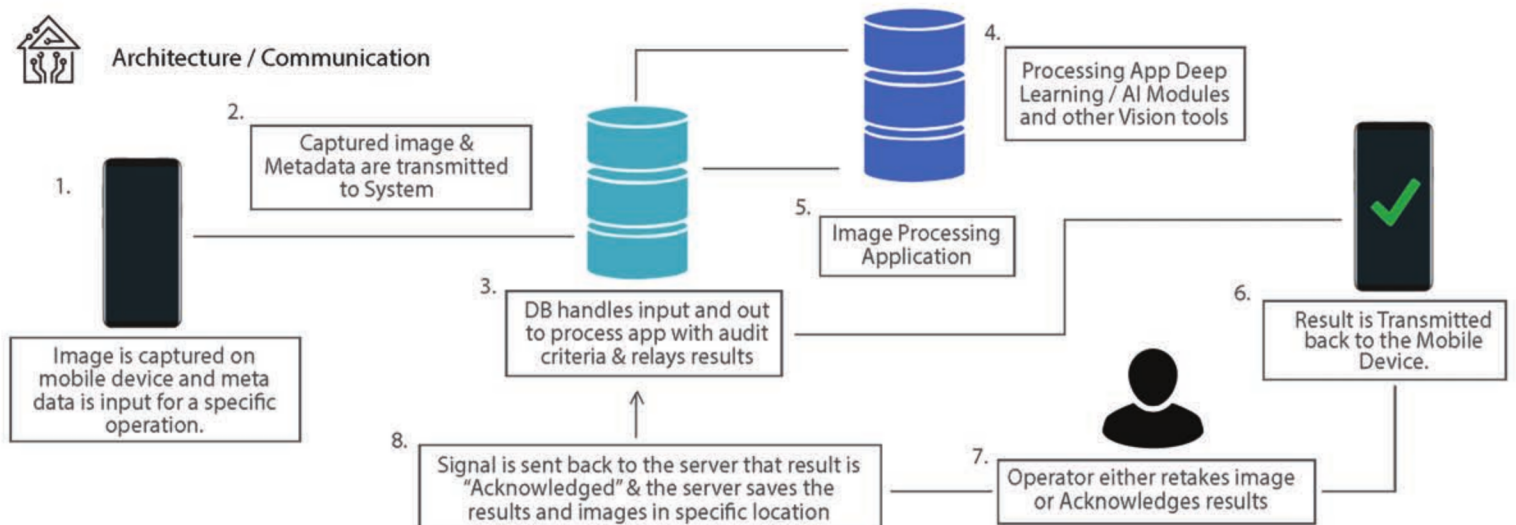 Architecture / Communication
1.
Image is captured on
mobile device and meta
data is input for a specific
operation.
2.
Captured image &
Metadata are transmitted
to System
3.
DB handles input and out
to process app with audit
criteria & relays results
4.
Processing App Deep
Learning / AI Modules
and other Vision tools
5.
Image Processing
Application
6.
Result is Transmitted
back to the Mobile
Device.
7.
Operator either retakes image
or Acknowledges results
8.
Signal is sent back to the server that result is
“Acknowledged” & the server saves the
results and images in specific location